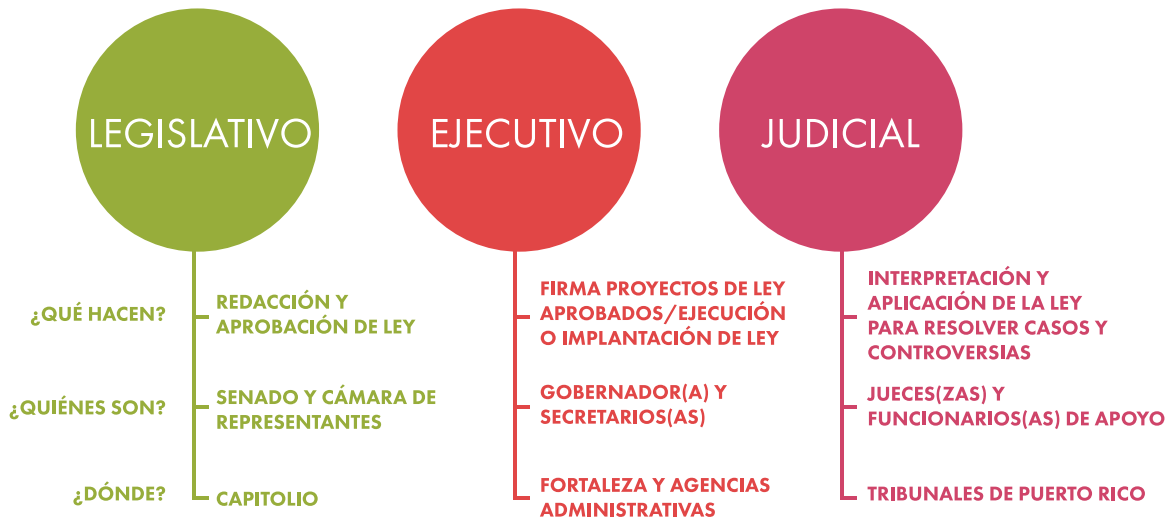 LEGISLATIVO
EJECUTIVO
JUDICIAL
¿QUÉ HACEN?
REDACCIÓN Y
APROBACIÓN DE LEY
FIRMA PROYECTOS DE LEY
APROBADOS/EJECUCIÓN
O IMPLANTACIÓN DE LEY
INTERPRETACIÓN Y
APLICACIÓN DE LA LEY
PARA RESOLVER CASOS Y
CONTROVERSIAS
¿QUIÉNES SON?
SENADO Y CÁMARA DE
REPRESENTANTES
GOBERNADOR(A) Y
SECRETARIOS(AS)
JUECES(ZAS) Y
FUNCIONARIOS(AS) DE APOYO
¿DÓNDE?
CAPITOLIO
FORTALEZA Y AGENCIAS
ADMINISTRATIVAS
TRIBUNALES DE PUERTO RICO